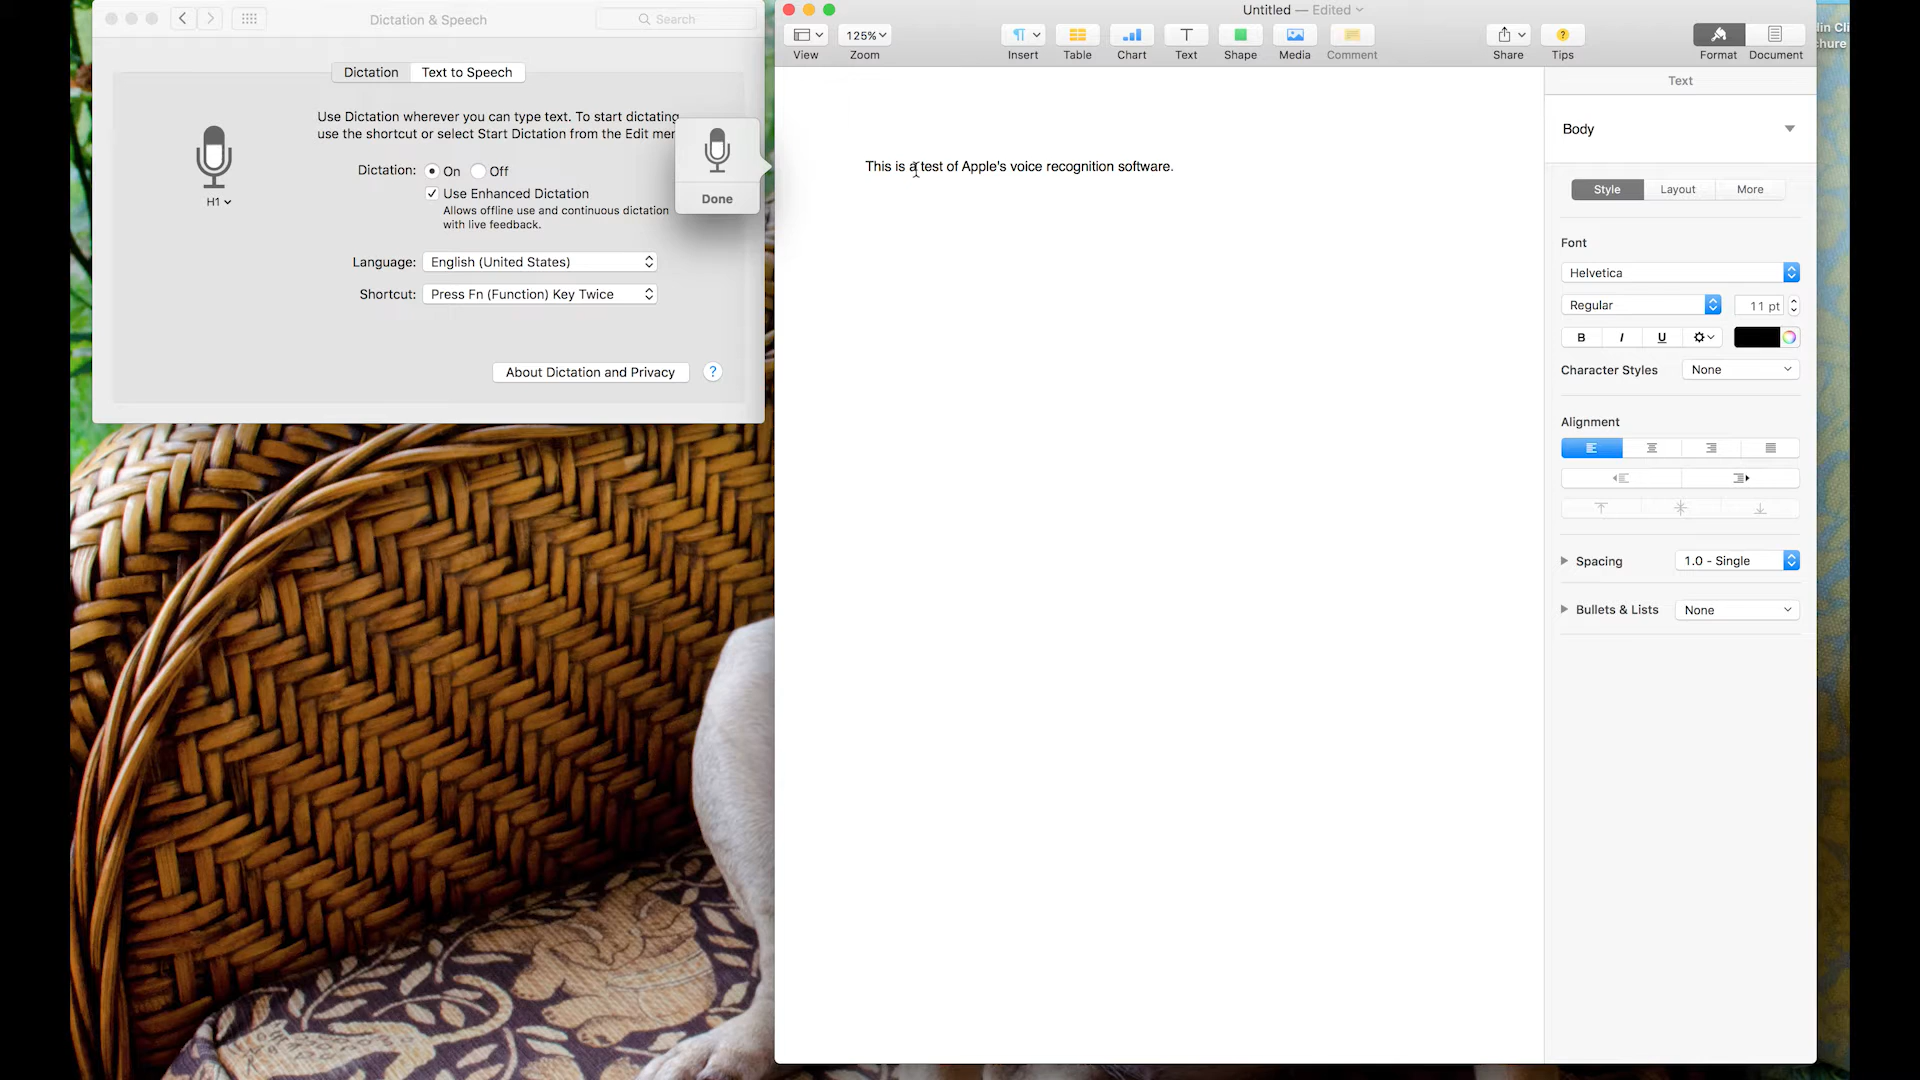 Dictation & Speech
Search
Dictation
Text to Speech
Use Dictation wherever you can type text. To start dictating,
use the shortcut or select Start Dictation from the Edit
Dictation:
On
Off
Use Enhanced Dictation
Allows offline use and continuous dictation
with live feedback.
H1
Language:
English (United States)
Shortcut:
Press Fn (Function) Key Twice
About Dictation and Privacy
?
Done
Untitled — Edited
125%
View
Zoom
Insert
Table
Chart
Text
Shape
Media
Comment
Share
Tips
Format
Document
This is a test of Apple's voice recognition software.
Text
Body
Style
Layout
More
Font
Helvetica
Regular
11 pt
B
I
U
Character Styles
None
Alignment
Spacing
1.0 - Single
Bullets & Lists
None